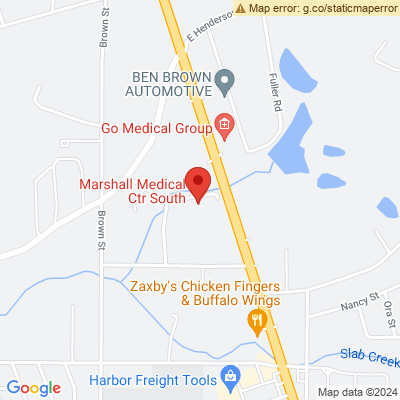 Map error: g.co/staticmaperror
E Henderso
Brown St
BEN BROWN
AUTOMOTIVE
Fuller Rd
Go Medical Group
Marshall Medical
Ctr South
Brown St
Zaxby's Chicken Fingers
& Buffalo Wings
Nancy St
Ora St
Slab Creek
Harbor Freight Tools
Google
Map data ©2024